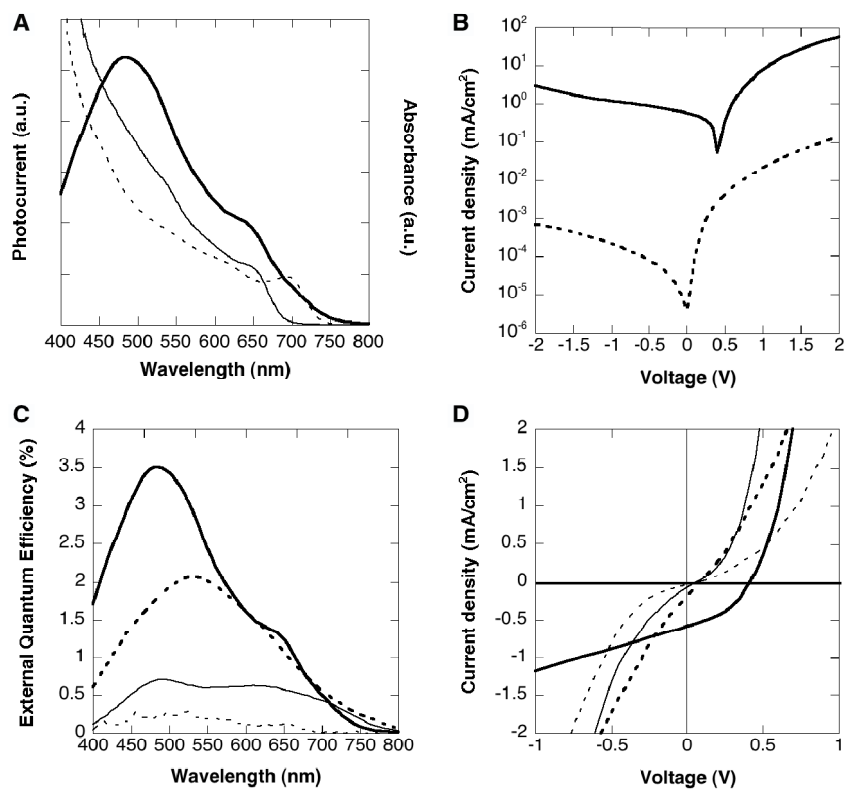 A
Photocurrent (a.u.)
Absorbance (a.u.)
400 450 500 550 600 650 700 750 800
Wavelength (nm)
B
Current density (mA/cm²)
10²
10¹
10⁰
10⁻¹
10⁻²
10⁻³
10⁻⁴
10⁻⁵
10⁻⁶
-2 -1.5 -1 -0.5 0 0.5 1 1.5 2
Voltage (V)
C
External Quantum Efficiency (%)
4
3.5
3
2.5
2
1.5
1
0.5
0
400 450 500 550 600 650 700 750 800
Wavelength (nm)
D
Current density (mA/cm²)
2
1.5
1
0.5
0
-0.5
-1
-1.5
-2
-1 -0.5 0 0.5 1
Voltage (V)